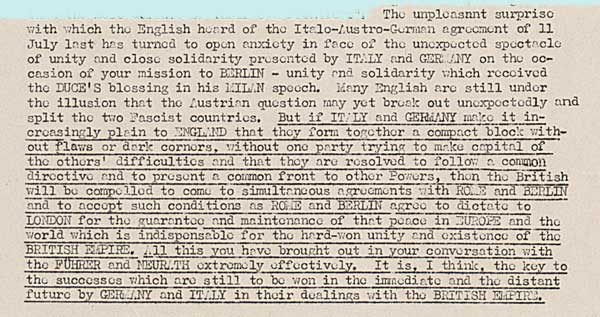 The unpleasant surprise
with which the English heard of the Italo-Austro-German agreement of 11
July last has turned to open anxiety in face of the unexpected spectacle
of unity and close solidarity presented by ITALY and GERMANY on the oc-
casion of your mission to BERLIN - unity and solidarity which received
the DUCE'S blessing in his MILAN speech. Many English are still under
the illusion that the Austrian question may yet break out unexpectedly and
split the two Fascist countries. But if ITALY and GERMANY make it in-
creasingly plain to ENGLAND that they form together a compact block with-
out flaws or dark corners, without one party trying to make capital of
the others' difficulties and that they are resolved to follow a common
directive and to present a common front to other Powers, then the British
will be compelled to come to simultaneous agreements with ROME and BERLIN
and to accept such conditions as ROME and BERLIN agree to dictate to
LONDON for the guarantee and maintenance of that peace in EUROPE and the
world which is indispensable for the hard-won unity and existence of the
BRITISH EMPIRE. All this you have brought out in your conversation with
the FÜHRER and NEURATH extremely effectively. It is, I think, the key to
the successes which are still to be won in the immediate and the distant
future by GERMANY and ITALY in their dealings with the BRITISH EMPIRE.